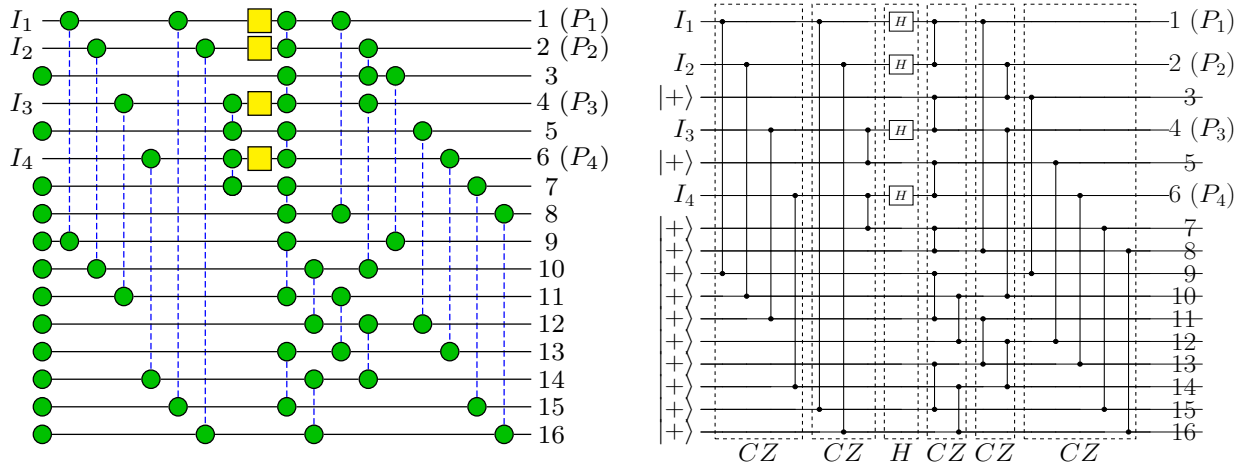 I₁ 1 (P₁)
I₂ 2 (P₂)
3
I₃ 4 (P₃)
5
I₄ 6 (P₄)
7
8
9
10
11
12
13
14
15
16
I₁ H 1 (P₁)
I₂ H 2 (P₂)
|+⟩ 3
I₃ H 4 (P₃)
|+⟩ 5
I₄ H 6 (P₄)
|+⟩ 7
|+⟩ 8
|+⟩ 9
|+⟩ 10
|+⟩ 11
|+⟩ 12
|+⟩ 13
|+⟩ 14
|+⟩ 15
|+⟩ 16
CZ CZ H CZ CZ CZ